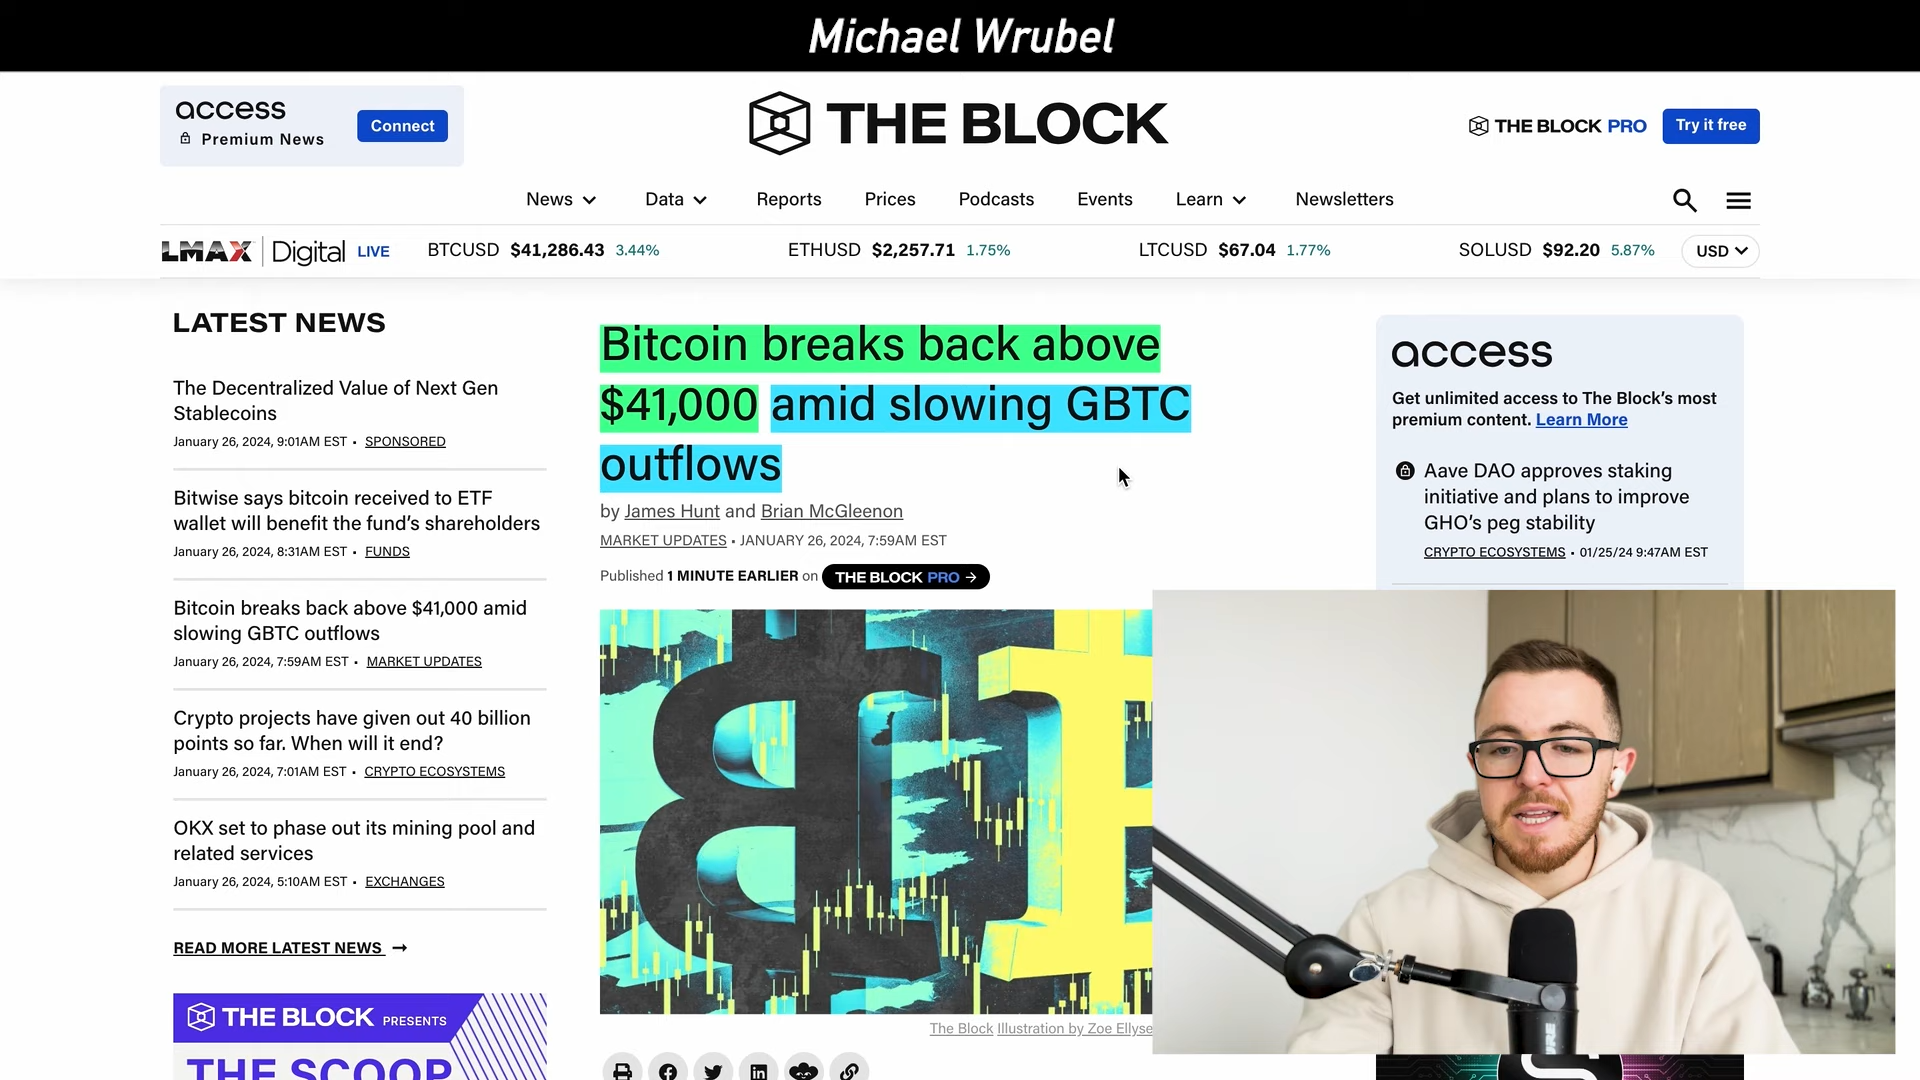 Michael Wrubel
access
Premium News
Connect
THE BLOCK
THE BLOCK PRO
Try it free
News
Data
Reports
Prices
Podcasts
Events
Learn
Newsletters
LMAX Digital LIVE
BTCUSD $41,286.43 3.44%
ETHUSD $2,257.71 1.75%
LTCUSD $67.04 1.77%
SOLUSD $92.20 5.87%
USD
LATEST NEWS
The Decentralized Value of Next Gen
Stablecoins
January 26, 2024, 9:01AM EST • SPONSORED
Bitwise says bitcoin received to ETF
wallet will benefit the fund’s shareholders
January 26, 2024, 8:31AM EST • FUNDS
Bitcoin breaks back above $41,000 amid
slowing GBTC outflows
January 26, 2024, 7:59AM EST • MARKET UPDATES
Crypto projects have given out 40 billion
points so far. When will it end?
January 26, 2024, 7:01AM EST • CRYPTO ECOSYSTEMS
OKX set to phase out its mining pool and
related services
January 26, 2024, 5:10AM EST • EXCHANGES
READ MORE LATEST NEWS →
THE BLOCK PRESENTS
THE SCOOP
Bitcoin breaks back above
$41,000 amid slowing GBTC
outflows
by James Hunt and Brian McGleenon
MARKET UPDATES • JANUARY 26, 2024, 7:59AM EST
Published 1 MINUTE EARLIER on THE BLOCK PRO →
The Block Illustration by Zoe Ellyse
access
Get unlimited access to The Block’s most
premium content. Learn More
Aave DAO approves staking
initiative and plans to improve
GHO’s peg stability
CRYPTO ECOSYSTEMS • 01/25/24 9:47AM EST